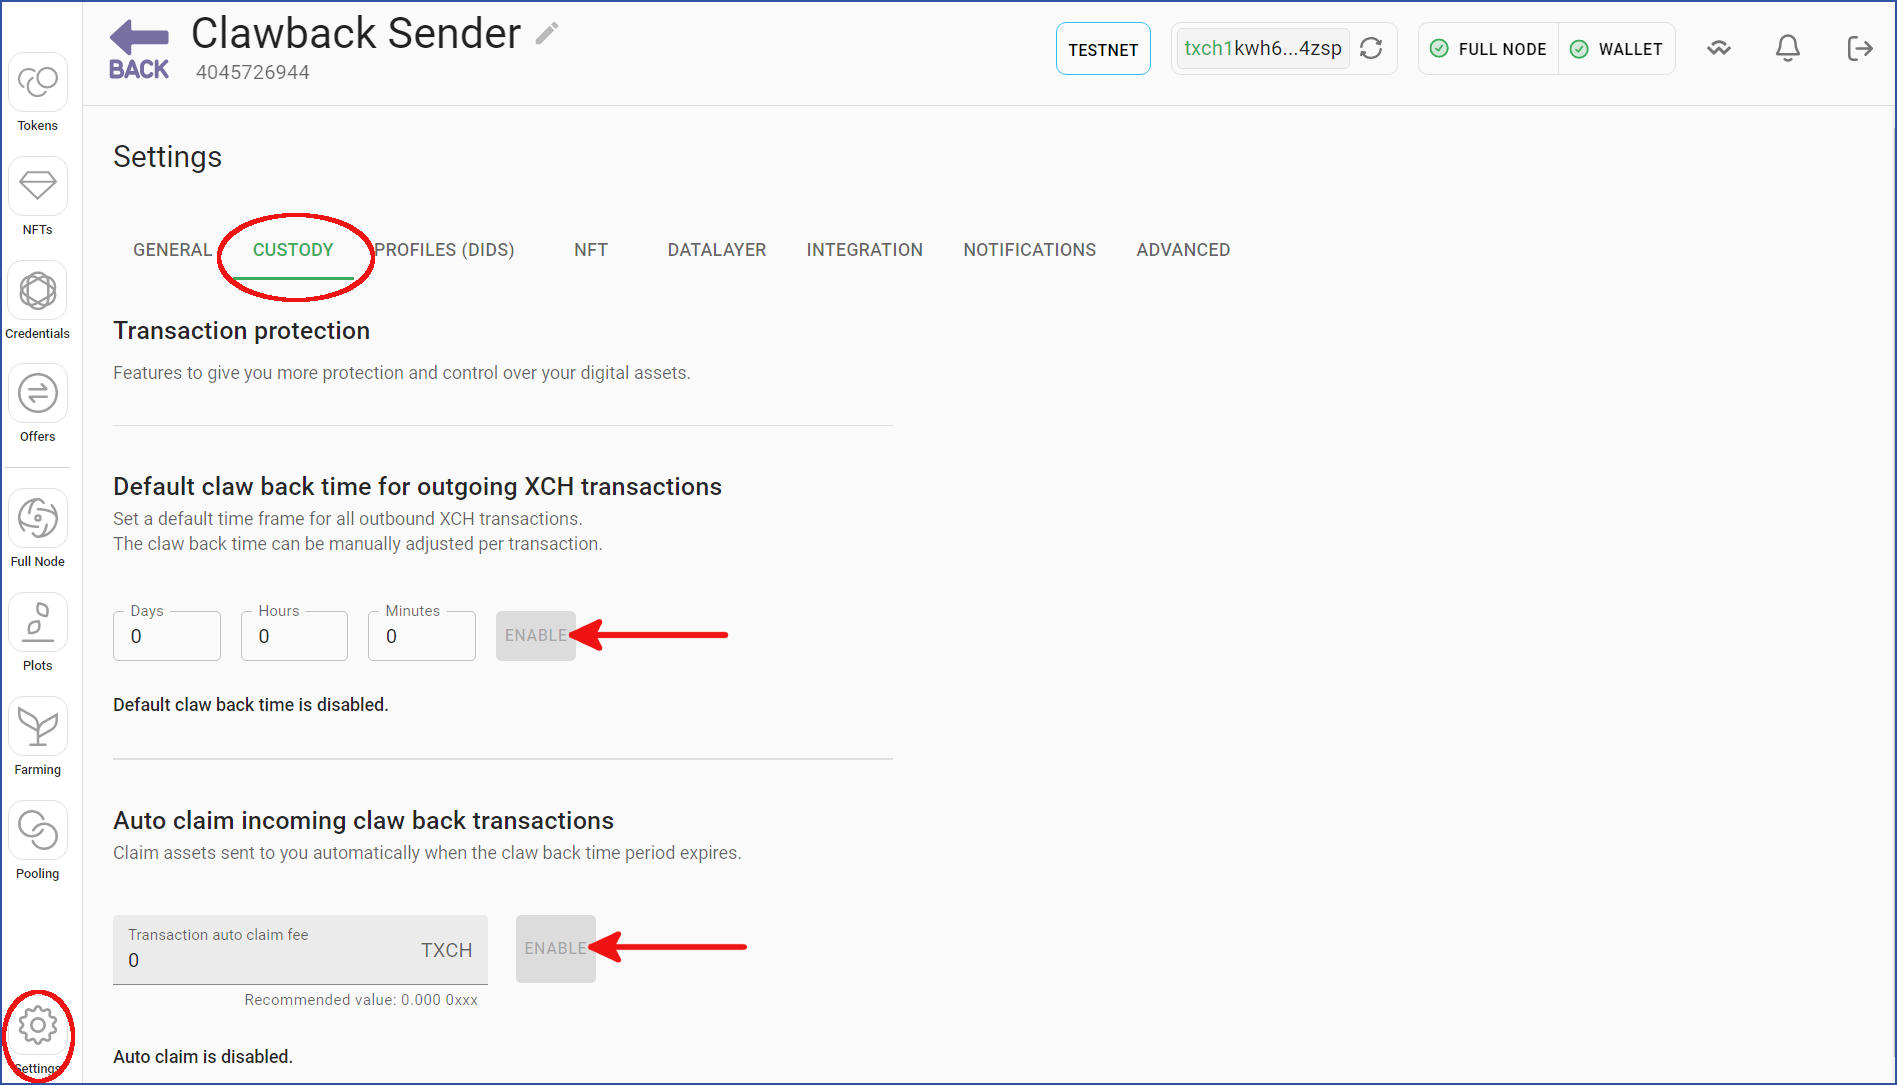 BACK
Clawback Sender
4045726944
TESTNET
txch1kwh6...4zsp
FULL NODE
WALLET
Tokens
NFTs
Credentials
Offers
Full Node
Plots
Farming
Pooling
Settings
Settings
GENERAL
CUSTODY
PROFILES (DIDS)
NFT
DATALAYER
INTEGRATION
NOTIFICATIONS
ADVANCED
Transaction protection
Features to give you more protection and control over your digital assets.
Default claw back time for outgoing XCH transactions
Set a default time frame for all outbound XCH transactions.
The claw back time can be manually adjusted per transaction.
Days
0
Hours
0
Minutes
0
ENABLE
Default claw back time is disabled.
Auto claim incoming claw back transactions
Claim assets sent to you automatically when the claw back time period expires.
Transaction auto claim fee
0
TXCH
ENABLE
Recommended value: 0.000 0xxx
Auto claim is disabled.